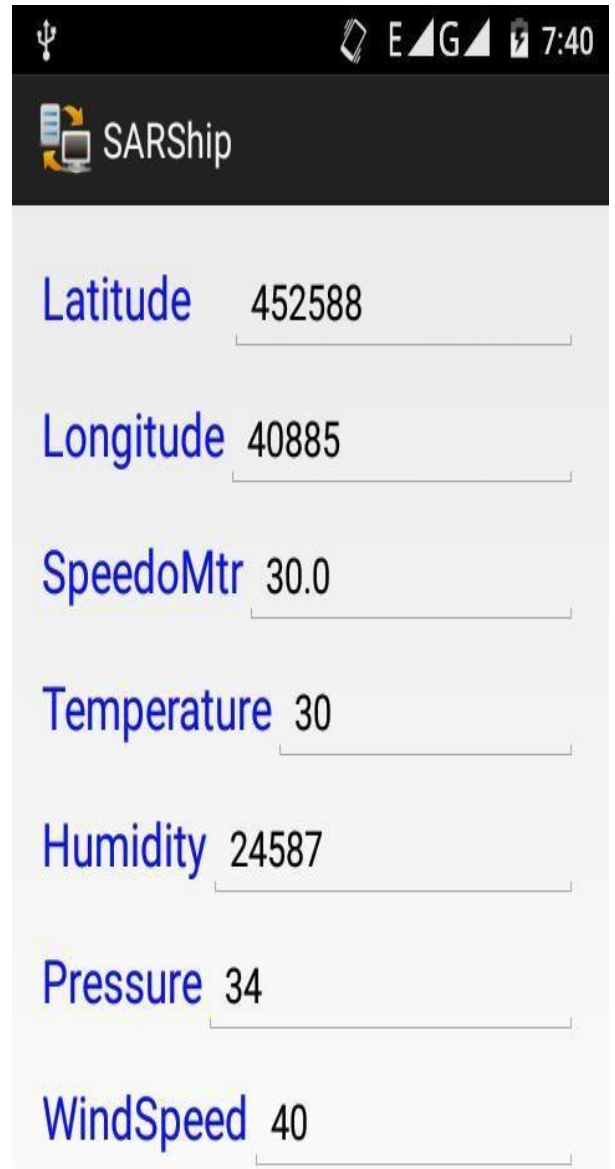 E G 7:40
SARShip
Latitude 452588
Longitude 40885
SpeedoMtr 30.0
Temperature 30
Humidity 24587
Pressure 34
WindSpeed 40